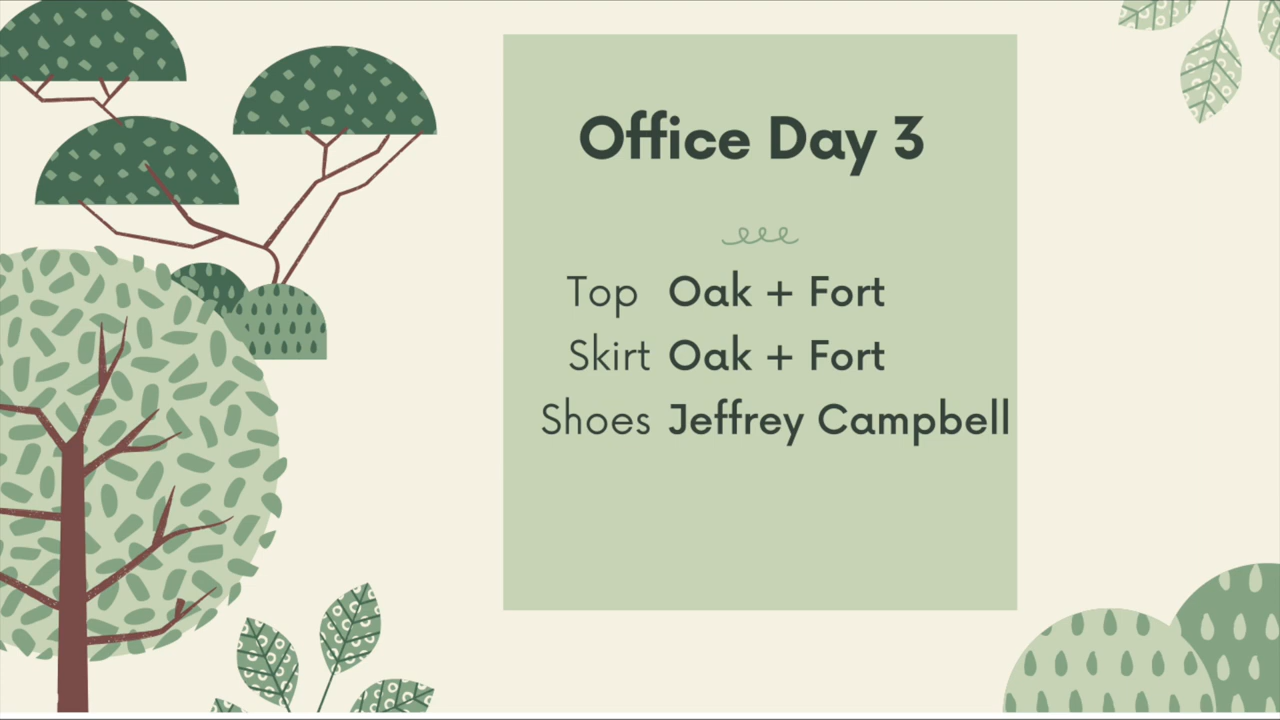 Office Day 3
Top Oak + Fort
Skirt Oak + Fort
Shoes Jeffrey Campbell